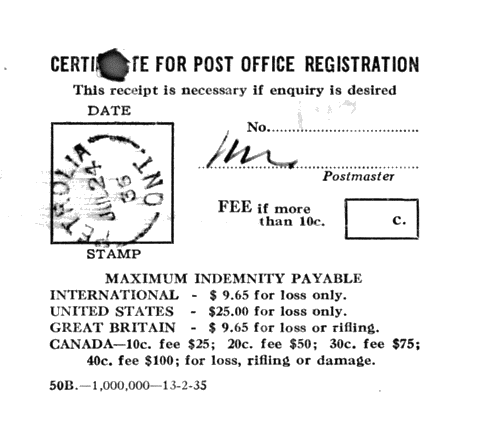 CERTI TE FOR POST OFFICE REGISTRATION
This receipt is necessary if enquiry is desired
DATE
No.
PETROLIA
ONT.
24
36
Postmaster
FEE if more
than 10c.
c.
STAMP
MAXIMUM INDEMNITY PAYABLE
INTERNATIONAL - $ 9.65 for loss only.
UNITED STATES - $25.00 for loss only.
GREAT BRITAIN - $ 9.65 for loss or rifling.
CANADA—10c. fee $25; 20c. fee $50; 30c. fee $75;
40c. fee $100; for loss, rifling or damage.
50B.—1,000,000—13-2-35